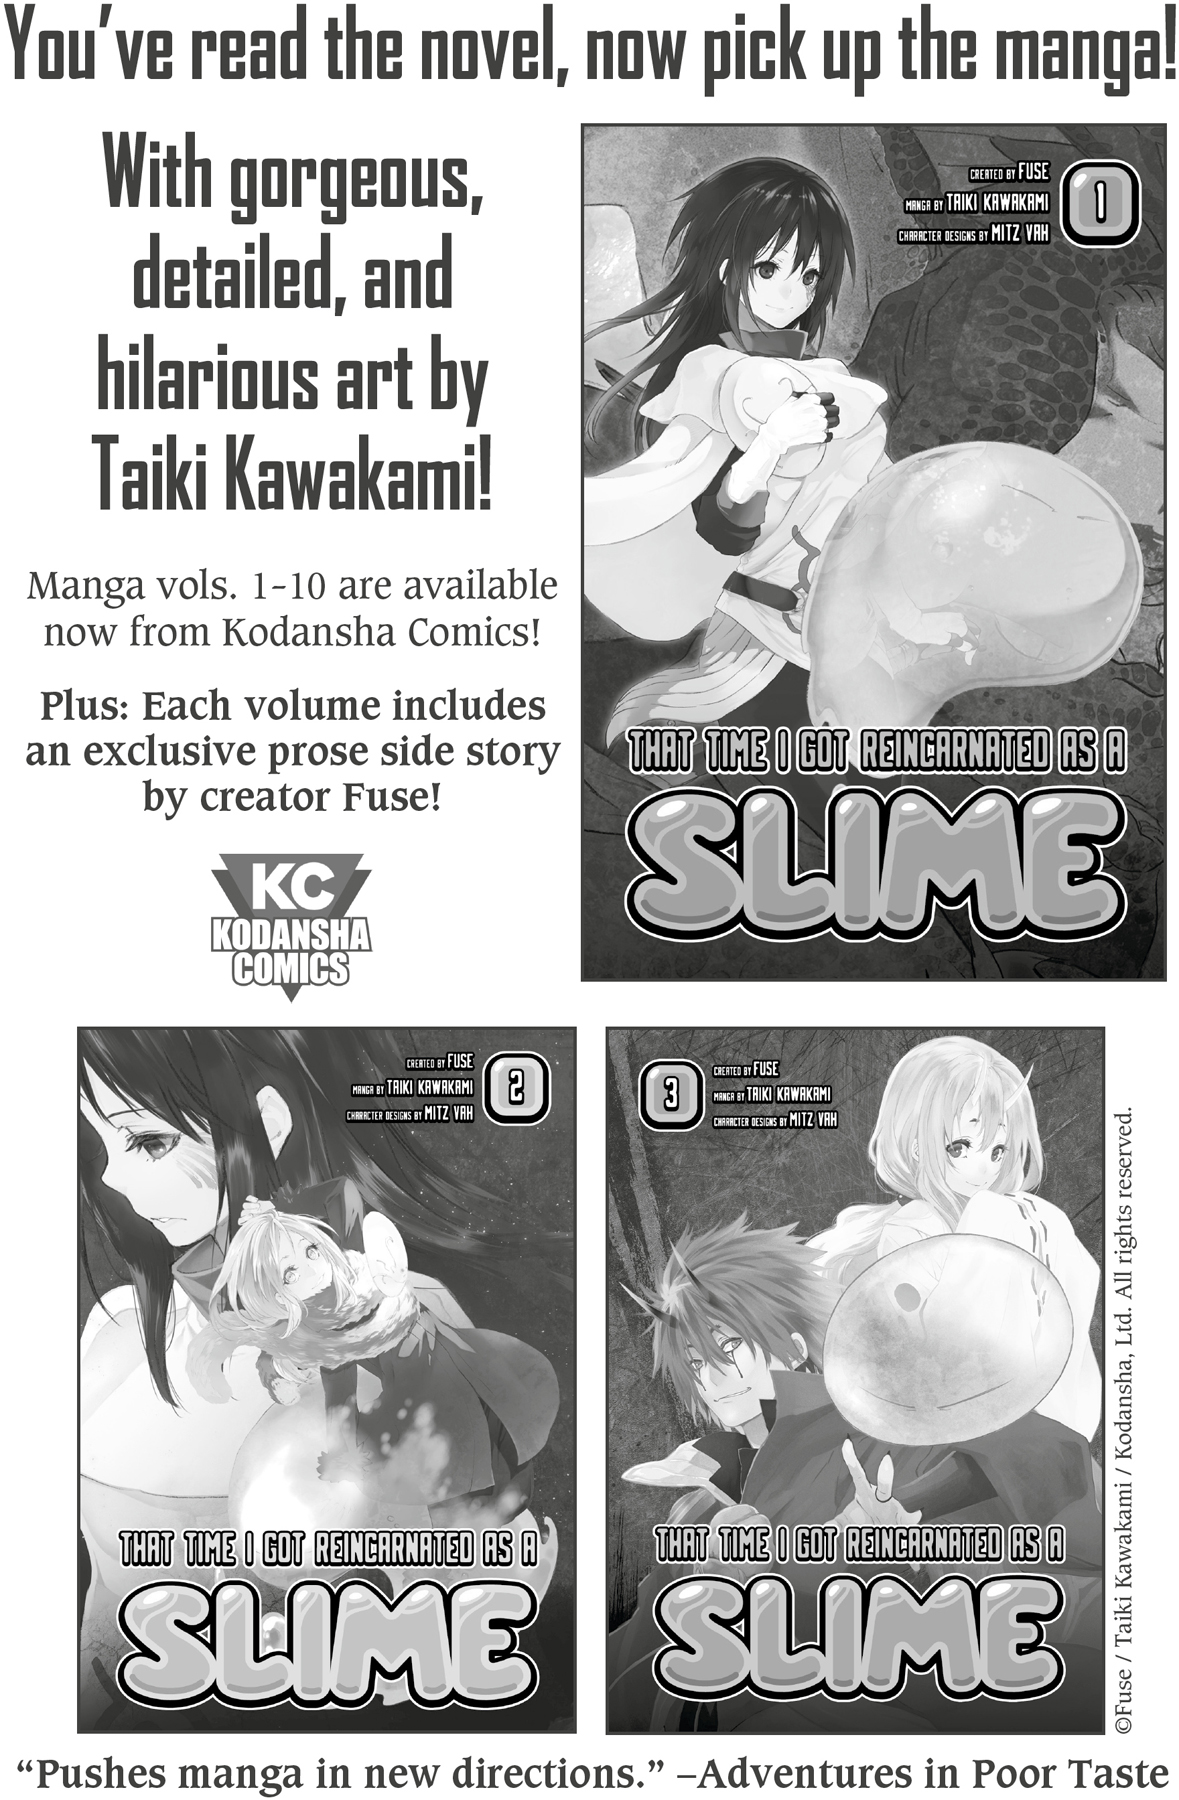 You’ve read the novel, now pick up the manga!
With gorgeous,
detailed, and
hilarious art by
Taiki Kawakami!
Manga vols. 1-10 are available
now from Kodansha Comics!
Plus: Each volume includes
an exclusive prose side story
by creator Fuse!
KC
KODANSHA
COMICS
CREATED BY FUSE
MANGA BY TAIKI KAWAKAMI
CHARACTER DESIGNS BY MITZ VAH
1
THAT TIME I GOT REINCARNATED AS A
SLIME
CREATED BY FUSE
MANGA BY TAIKI KAWAKAMI
CHARACTER DESIGNS BY MITZ VAH
2
THAT TIME I GOT REINCARNATED AS A
SLIME
3
CREATED BY FUSE
MANGA BY TAIKI KAWAKAMI
CHARACTER DESIGNS BY MITZ VAH
THAT TIME I GOT REINCARNATED AS A
SLIME
©Fuse / Taiki Kawakami / Kodansha, Ltd. All rights reserved.
“Pushes manga in new directions.” –Adventures in Poor Taste